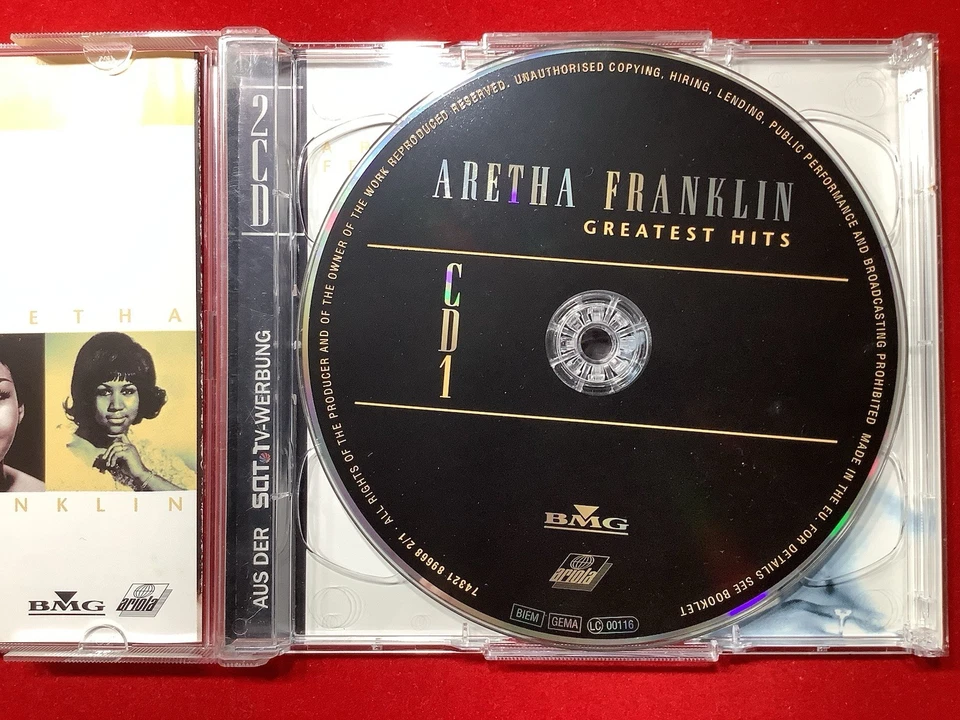 ETHA
NKLIN
BMG
ariola
2CD
AUS DER SAT.1 TV-WERBUNG
ARETHA FRANKLIN
GREATEST HITS
CD1
BMG
ariola
BIEM GEMA LC 00116
74321 89668 2/1 · ALL RIGHTS OF THE PRODUCER AND OF THE OWNER OF THE WORK REPRODUCED RESERVED. UNAUTHORISED COPYING, HIRING, LENDING, PUBLIC PERFORMANCE AND BROADCASTING PROHIBITED MADE IN THE EU. FOR DETAILS SEE BOOKLET